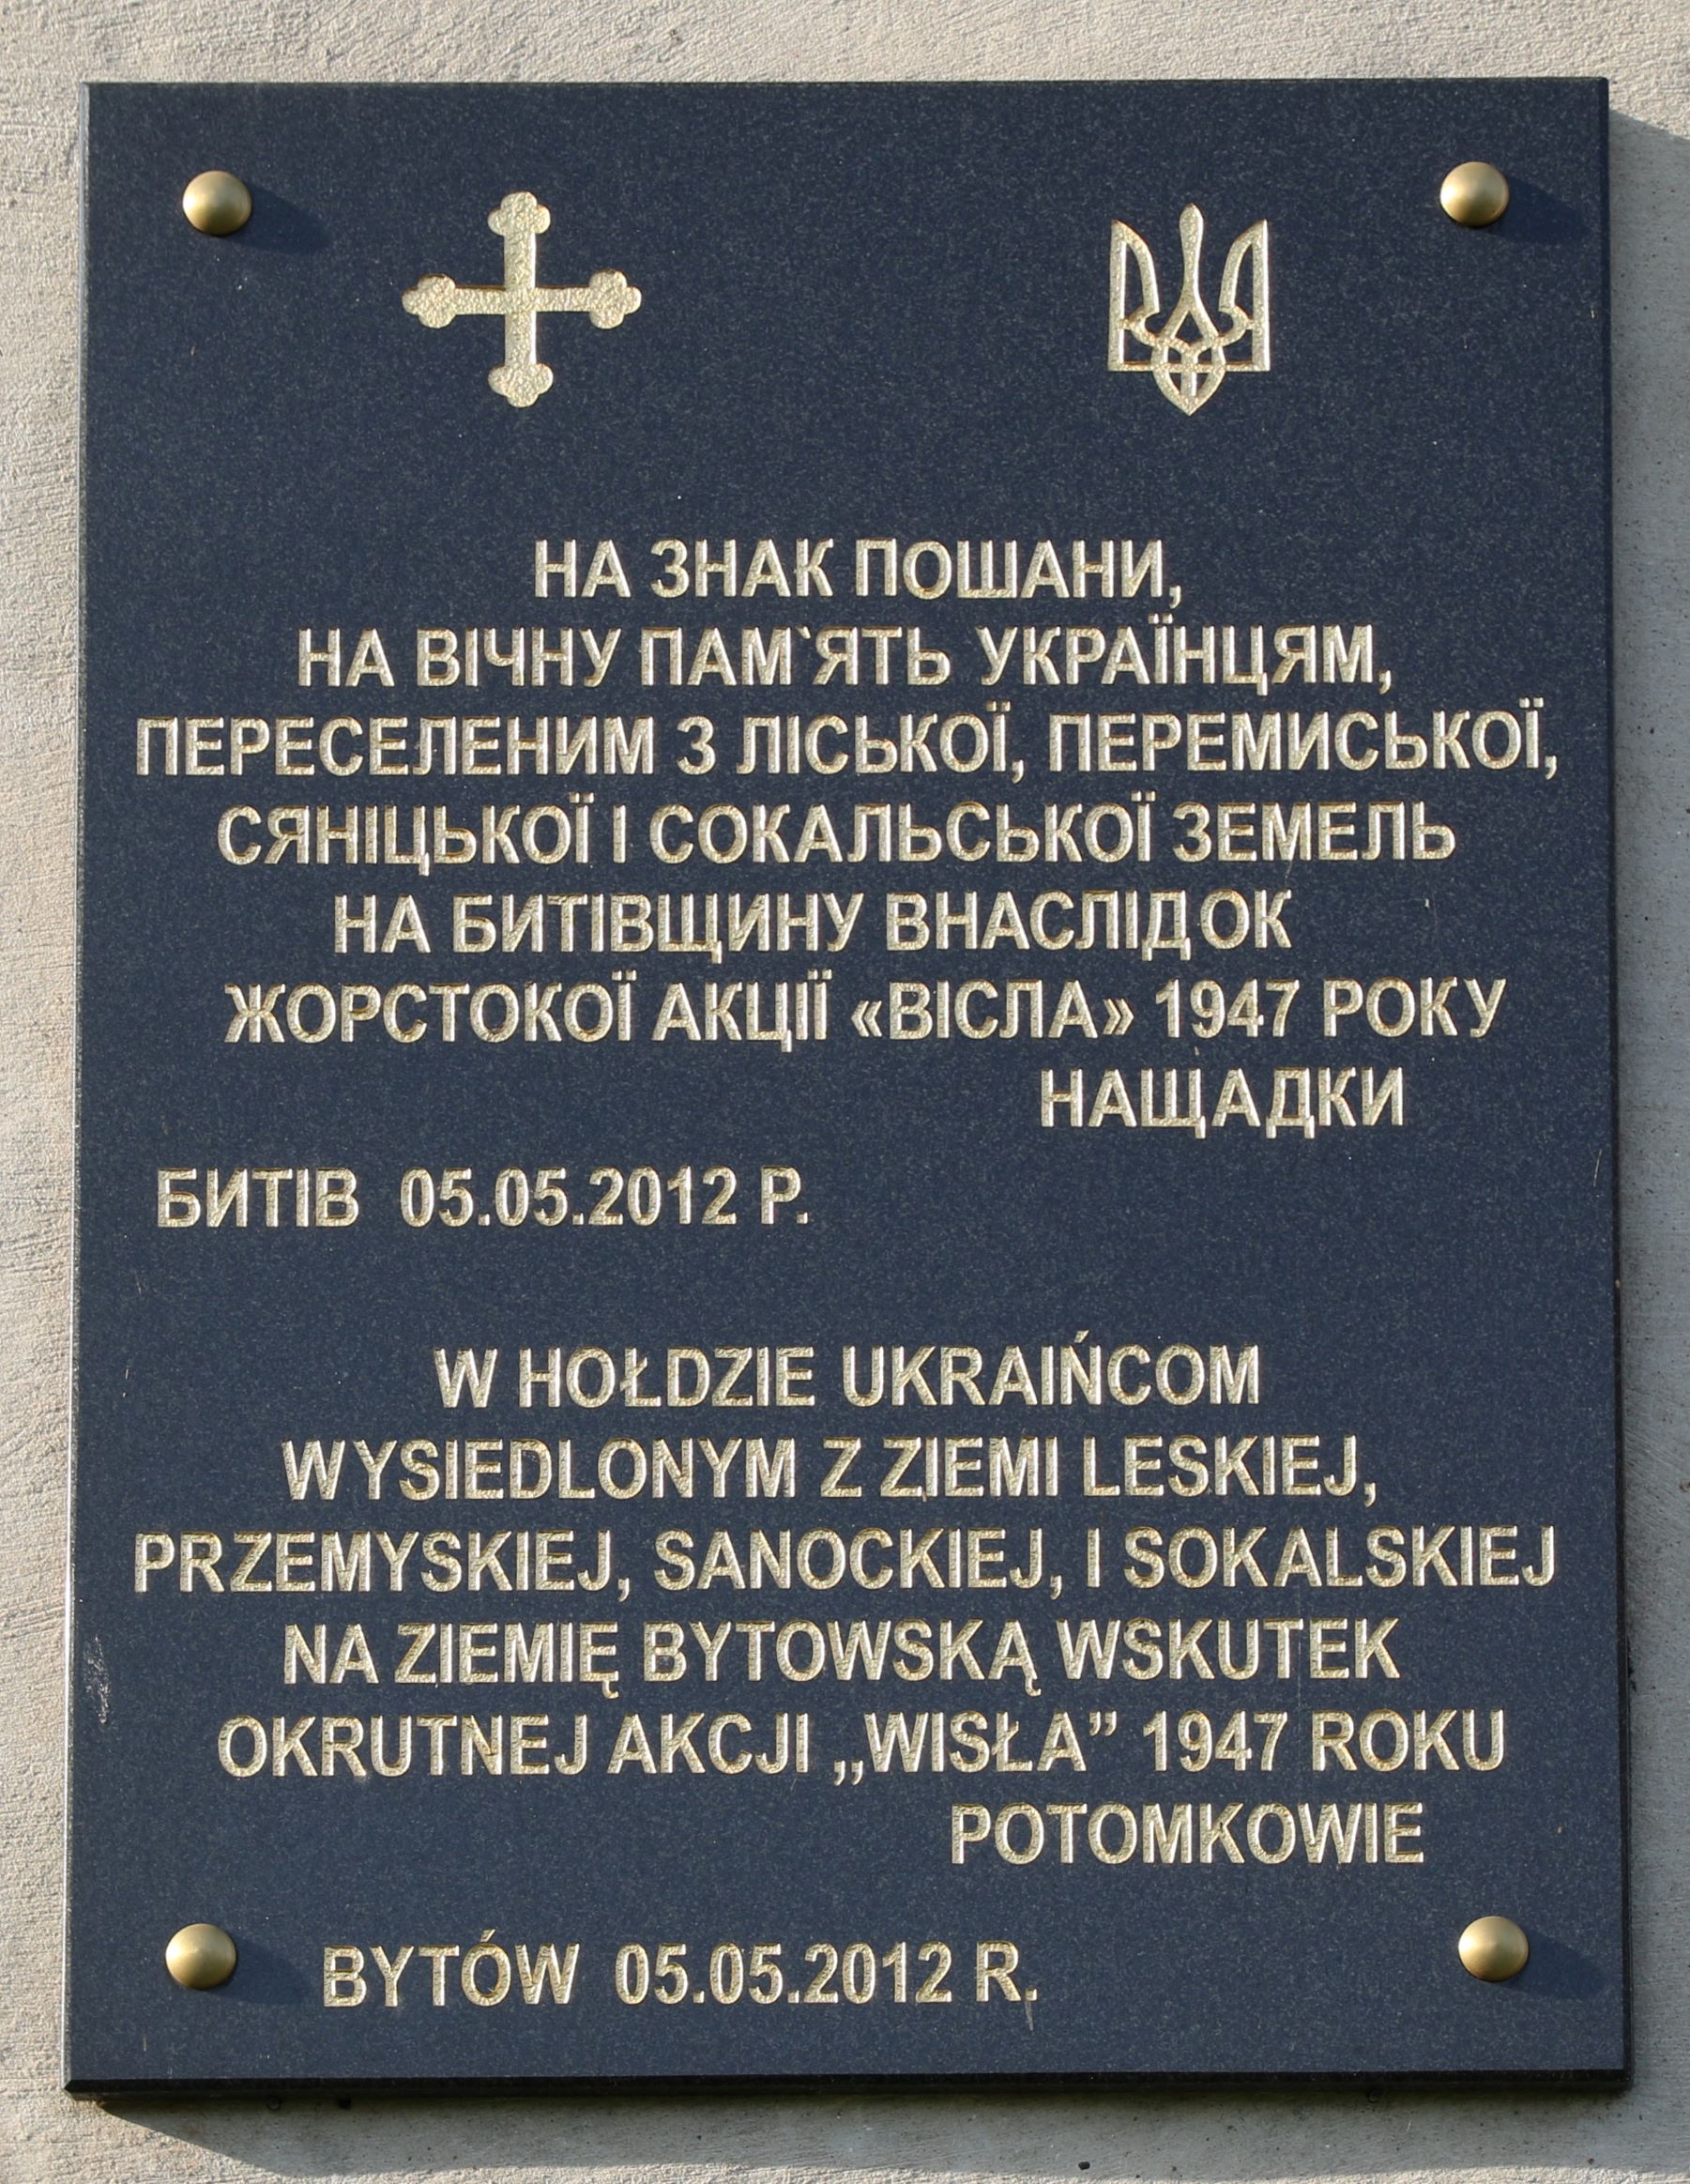 НА ЗНАК ПОШАНИ,
НА ВІЧНУ ПАМ`ЯТЬ УКРАЇНЦЯМ,
ПЕРЕСЕЛЕНИМ З ЛІСЬКОЇ, ПЕРЕМИСЬКОЇ,
СЯНІЦЬКОЇ І СОКАЛЬСЬКОЇ ЗЕМЕЛЬ
НА БИТІВЩИНУ ВНАСЛІДОК
ЖОРСТОКОЇ АКЦІЇ «ВІСЛА» 1947 РОКУ
НАЩАДКИ
БИТІВ 05.05.2012 Р.
W HOŁDZIE UKRAIŃCOM
WYSIEDLONYM Z ZIEMI LESKIEJ,
PRZEMYSKIEJ, SANOCKIEJ, I SOKALSKIEJ
NA ZIEMIĘ BYTOWSKĄ WSKUTEK
OKRUTNEJ AKCJI „WISŁA” 1947 ROKU
POTOMKOWIE
BYTÓW 05.05.2012 R.